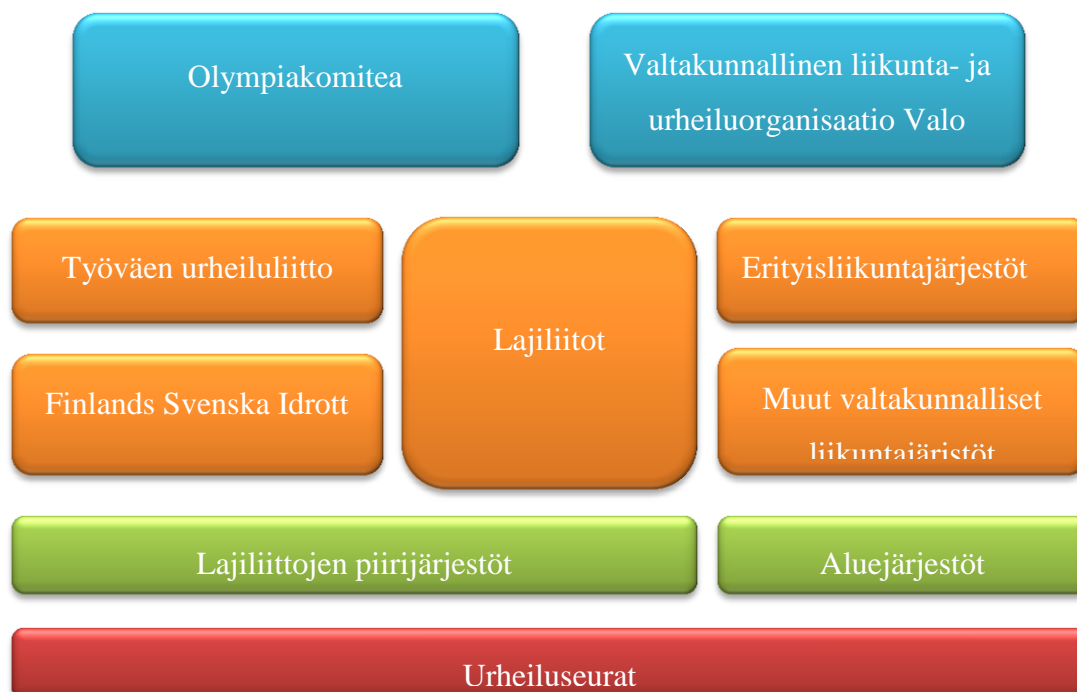 Olympiakomitea
Valtakunnallinen liikunta- ja
urheiluorganisaatio Valo
Työväen urheiluliitto
Lajiliitot
Erityisliikuntajärjestöt
Finlands Svenska Idrott
Muut valtakunnalliset
liikuntajäristöt
Lajiliittojen piirijärjestöt
Aluejärjestöt
Urheiluseurat